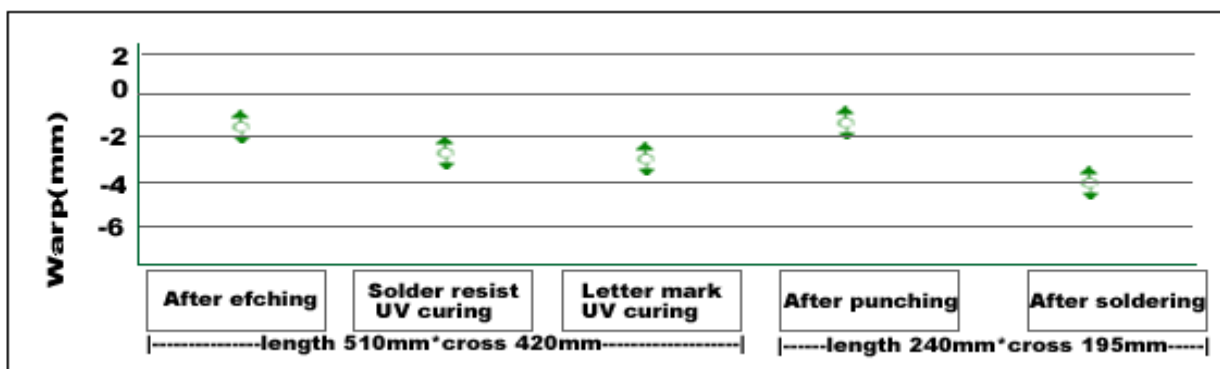 2
0
-2
-4
-6
Warp(mm)
After efching
Solder resist
UV curing
Letter mark
UV curing
After punching
After soldering
|---------------length 510mm*cross 420mm-------------------|
|------length 240mm*cross 195mm-----|